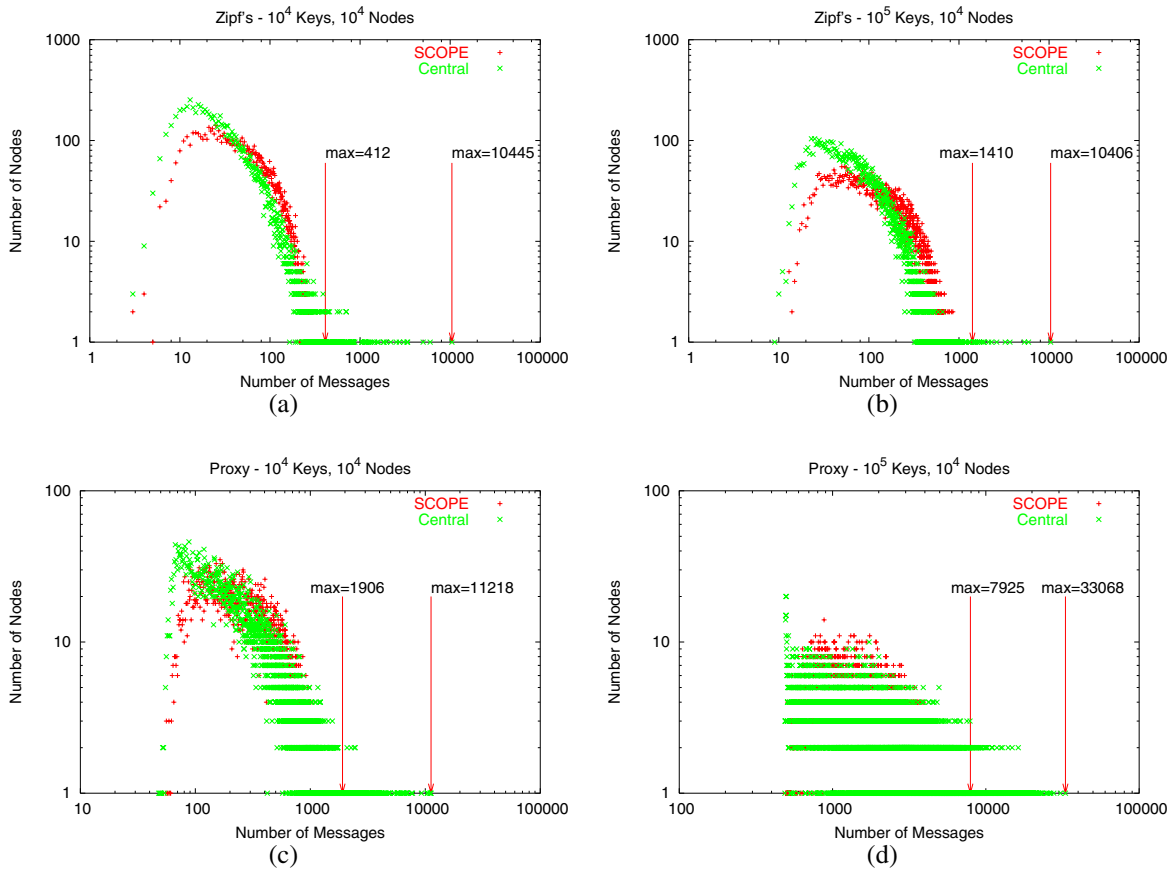 Zipf's - 10^4 Keys, 10^4 Nodes
1000
100
10
1
Number of Nodes
SCOPE
Central
max=412
max=10445
1 10 100 1000 10000 100000
Number of Messages
(a)
Zipf's - 10^5 Keys, 10^4 Nodes
1000
100
10
1
Number of Nodes
SCOPE
Central
max=1410
max=10406
1 10 100 1000 10000 100000
Number of Messages
(b)
Proxy - 10^4 Keys, 10^4 Nodes
100
10
1
Number of Nodes
SCOPE
Central
max=1906
max=11218
10 100 1000 10000 100000
Number of Messages
(c)
Proxy - 10^5 Keys, 10^4 Nodes
100
10
1
Number of Nodes
SCOPE
Central
max=7925
max=33068
100 1000 10000 100000
Number of Messages
(d)